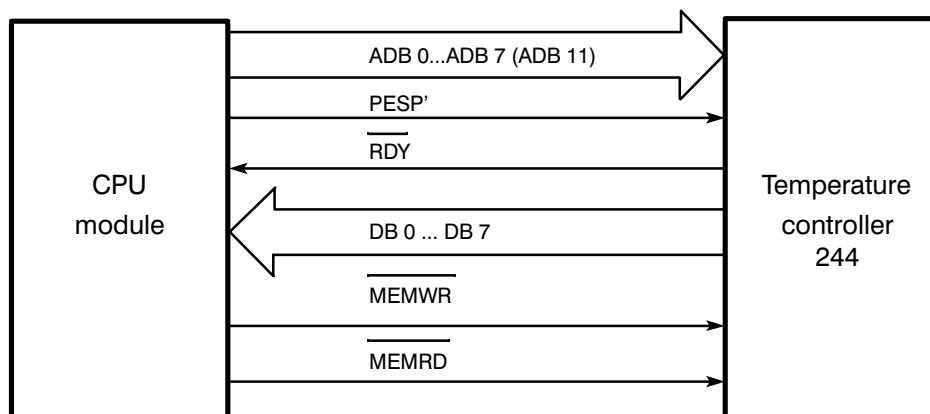 CPU
module
ADB 0...ADB 7 (ADB 11)
PESP'
RDY
DB 0 ... DB 7
MEMWR
MEMRD
Temperature
controller
244